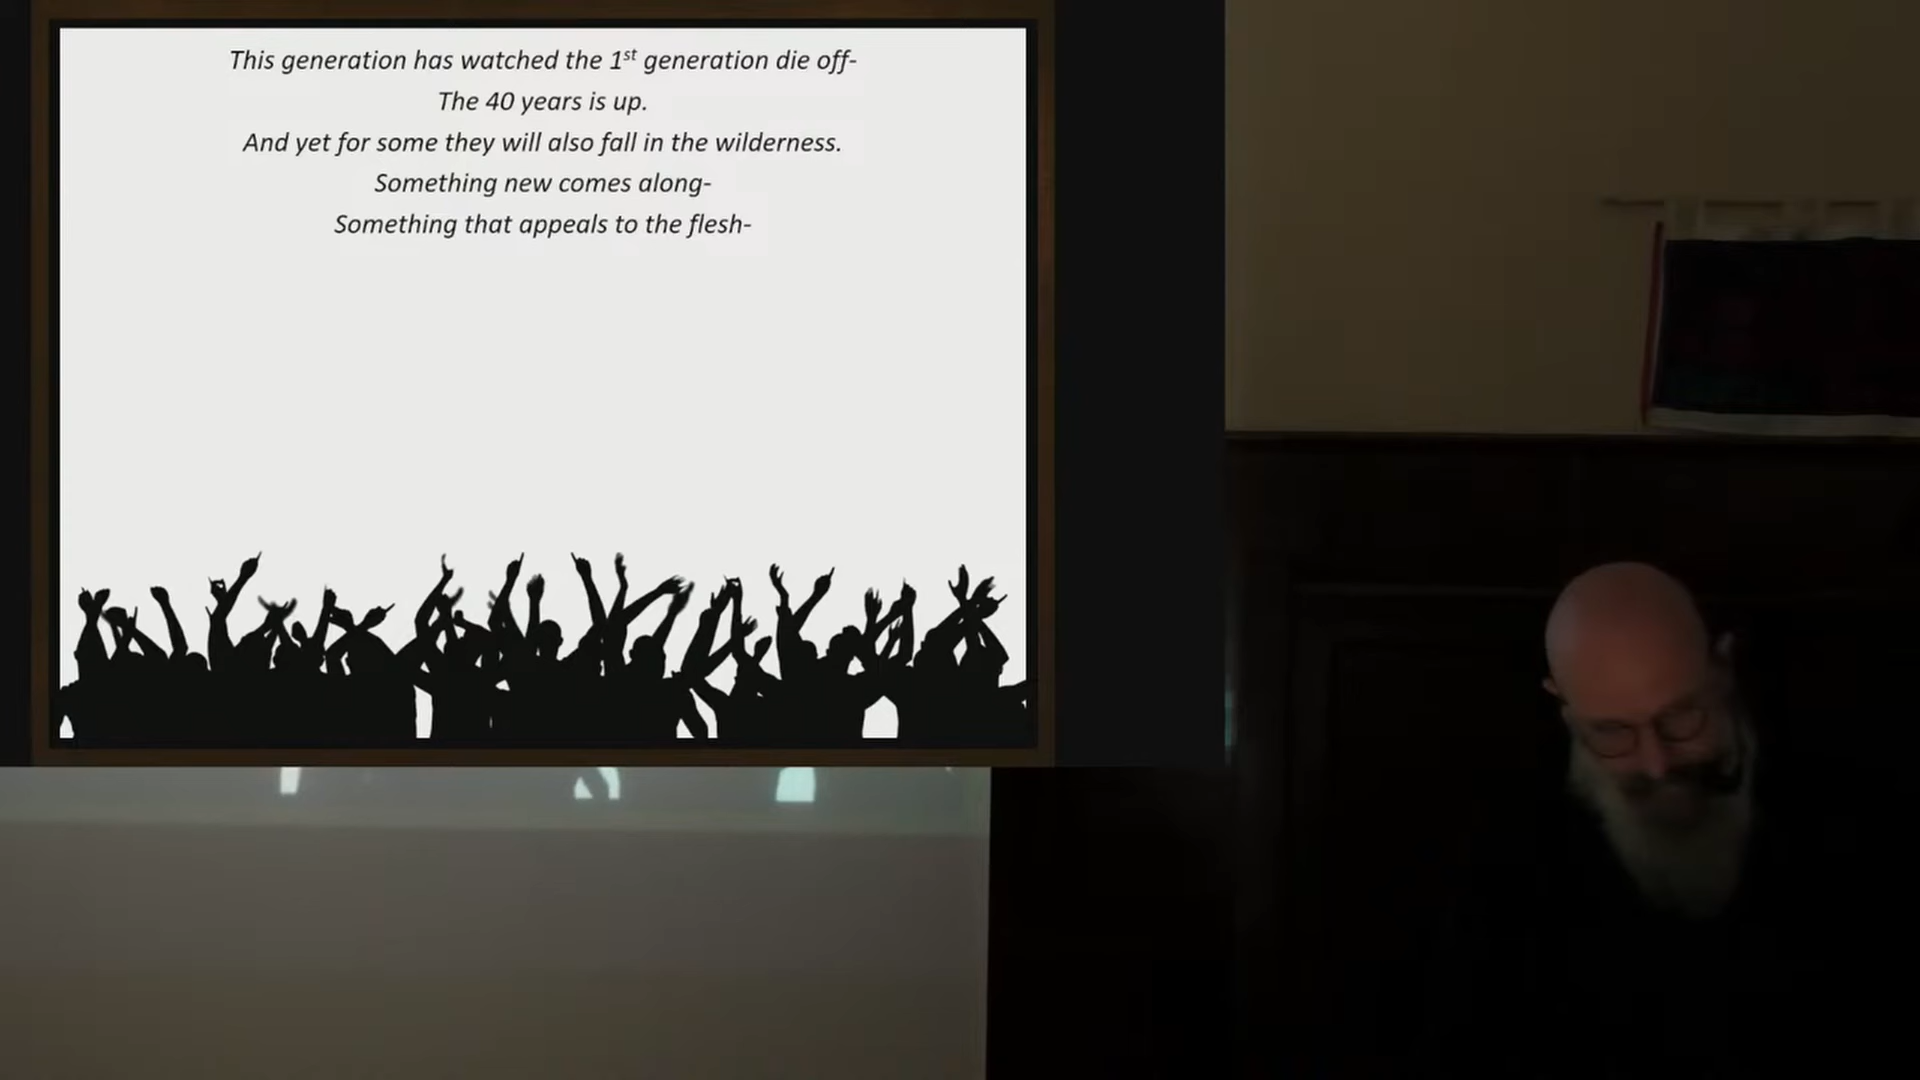 This generation has watched the 1st generation die off-
The 40 years is up.
And yet for some they will also fall in the wilderness.
Something new comes along-
Something that appeals to the flesh-